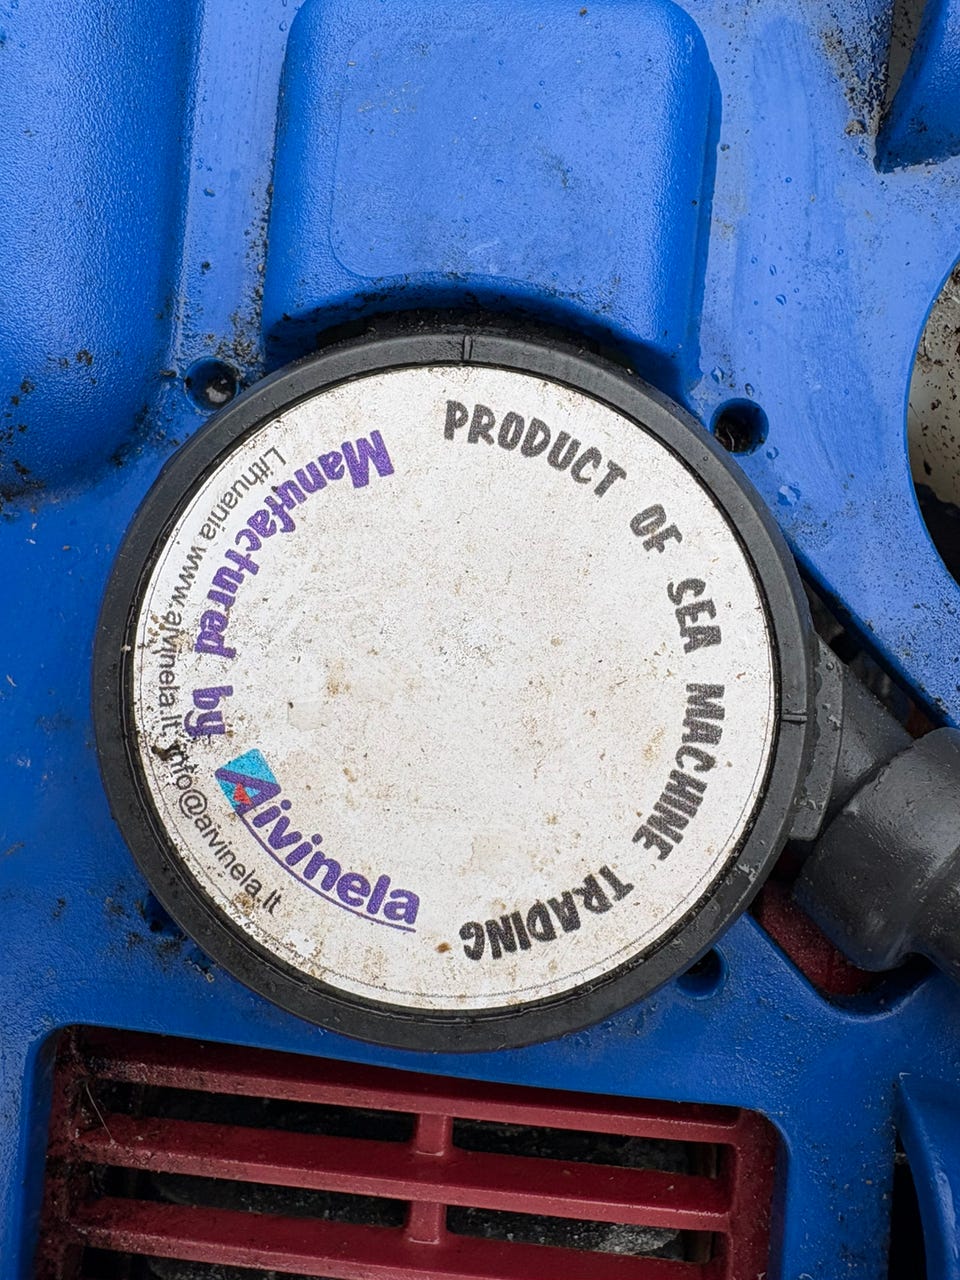 PRODUCT OF SEA MACHINE TRADING
Manufactured by
Aivinela
Lithuania www.aivinela.lt, info@aivinela.lt